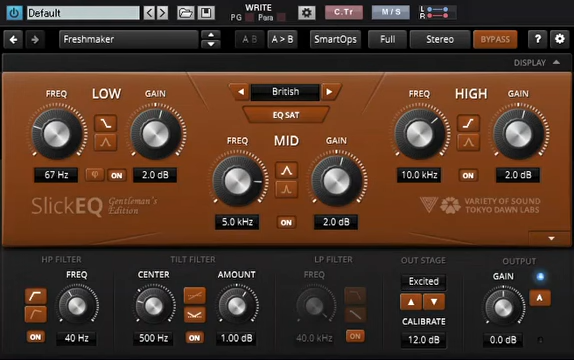 WRITE
Default PG Para C.Tr M / S L R
Freshmaker A B A > B SmartOps Full Stereo BYPASS ?
DISPLAY
FREQ LOW GAIN British FREQ HIGH GAIN
EQ SAT
FREQ MID GAIN
67 Hz φ ON 2.0 dB 10.0 kHz ON 2.0 dB
SlickEQ Gentleman's Edition VARIETY OF SOUND
TOKYO DAWN LABS
5.0 kHz ON 2.0 dB
HP FILTER TILT FILTER LP FILTER OUT STAGE OUTPUT
FREQ CENTER AMOUNT FREQ Excited GAIN
A
CALIBRATE
ON 40 Hz 500 Hz ON 1.00 dB 40.0 kHz ON 12.0 dB 0.0 dB